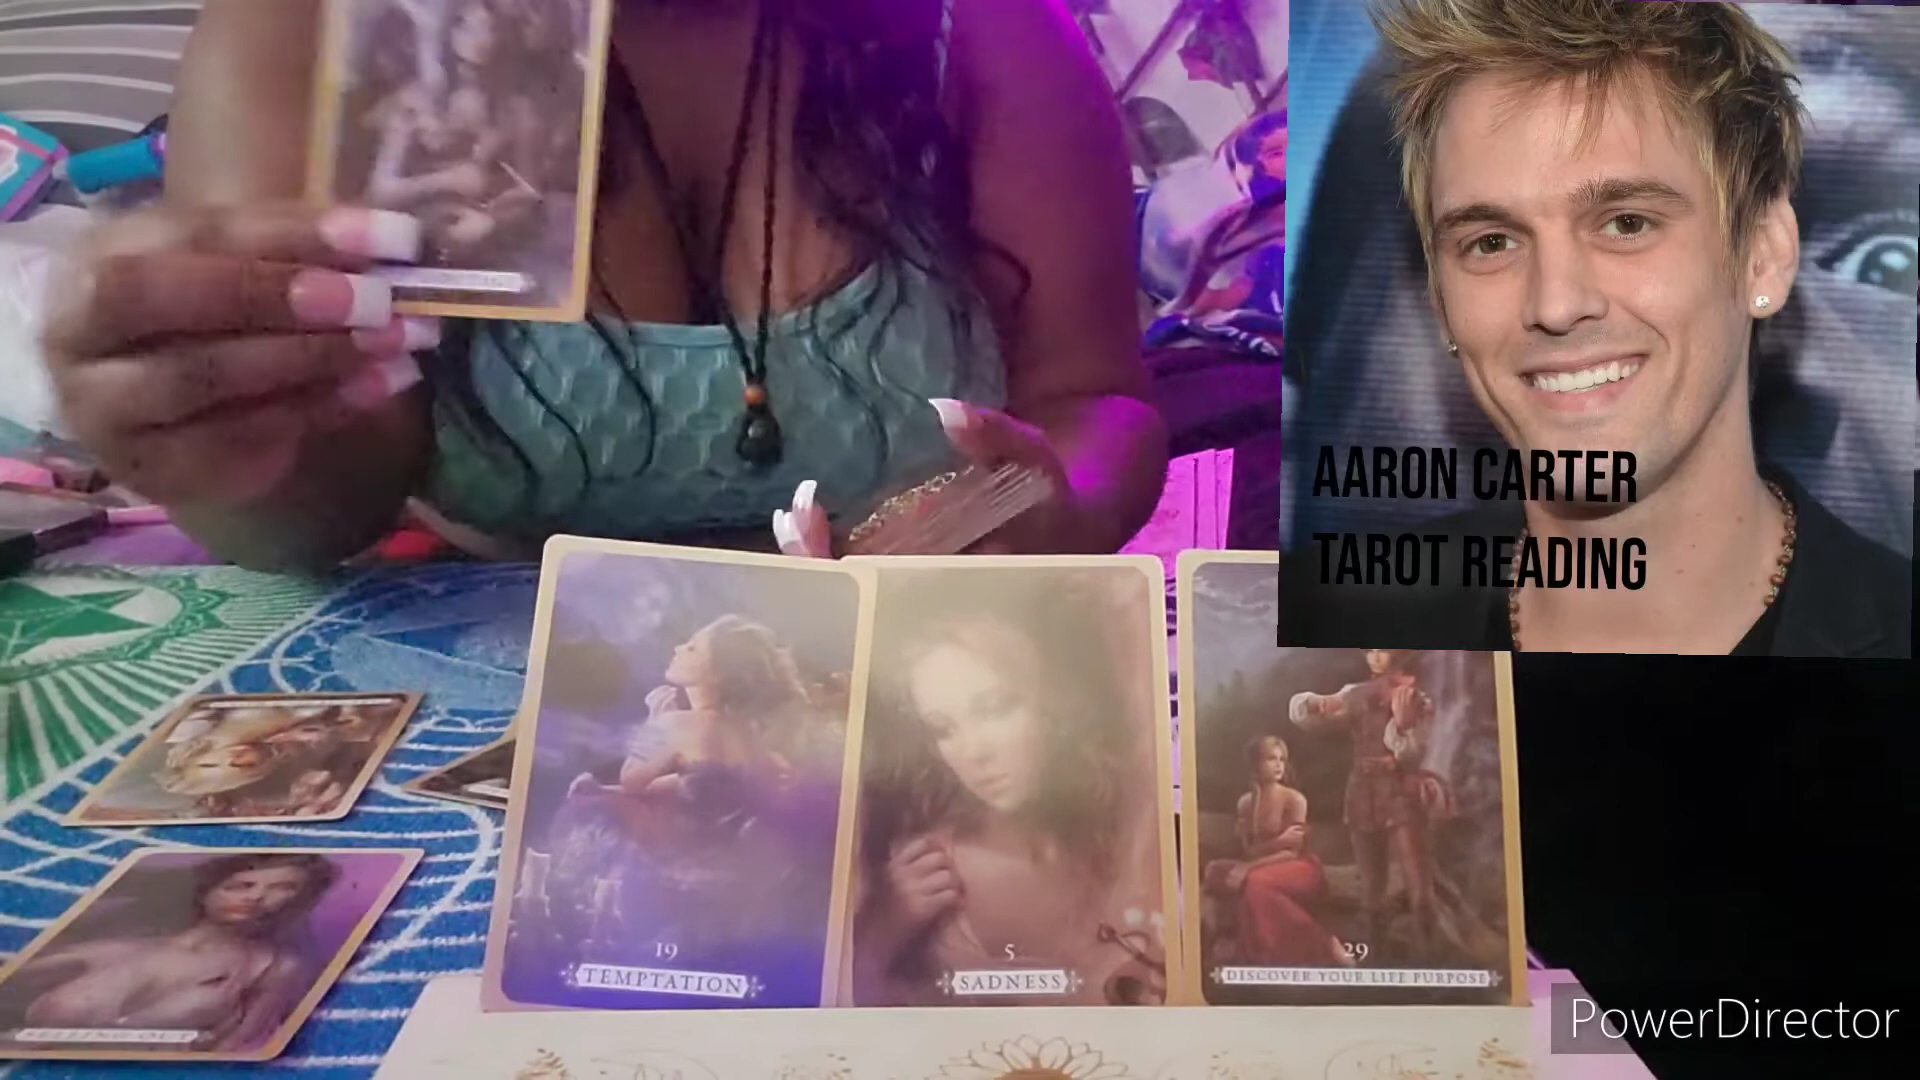 AARON CARTER
TAROT READING
19
TEMPTATION
5
SADNESS
29
DISCOVER YOUR LIFE PURPOSE
PowerDirector